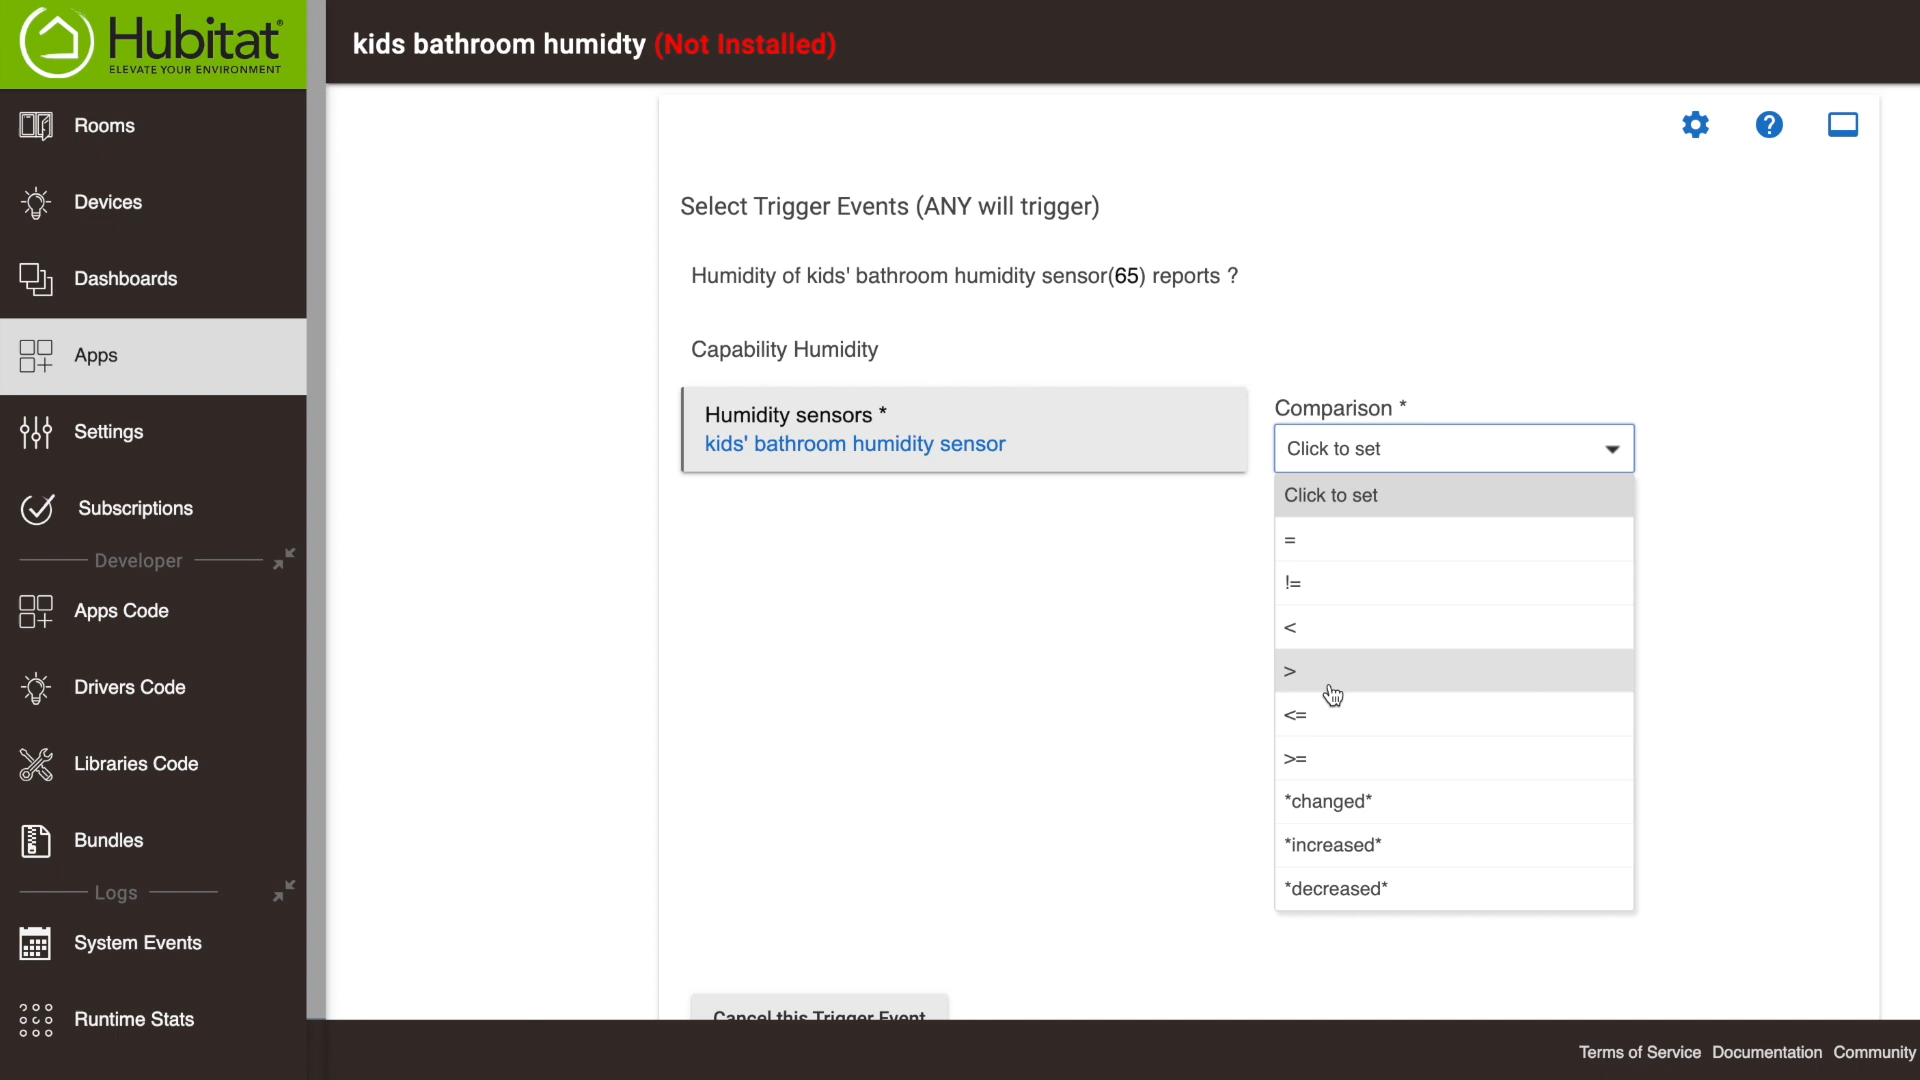 Hubitat®
ELEVATE YOUR ENVIRONMENT
Rooms
Devices
Dashboards
Apps
Settings
Subscriptions
Developer
Apps Code
Drivers Code
Libraries Code
Bundles
Logs
System Events
Runtime Stats
kids bathroom humidty (Not Installed)
Select Trigger Events (ANY will trigger)
Humidity of kids' bathroom humidity sensor(65) reports ?
Capability Humidity
Humidity sensors *
kids' bathroom humidity sensor
Comparison *
Click to set
Click to set
=
!=
<
>
<=
>=
*changed*
*increased*
*decreased*
Cancel this Trigger Event
Terms of Service Documentation Community